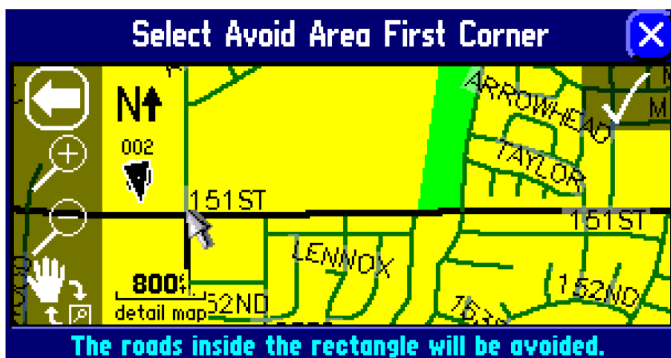 Select Avoid Area First Corner
N
002
ARROWHEAD
TAYLOR
151ST
151ST
LENNOX
800ft
detail map
152ND
152ND
The roads inside the rectangle will be avoided.